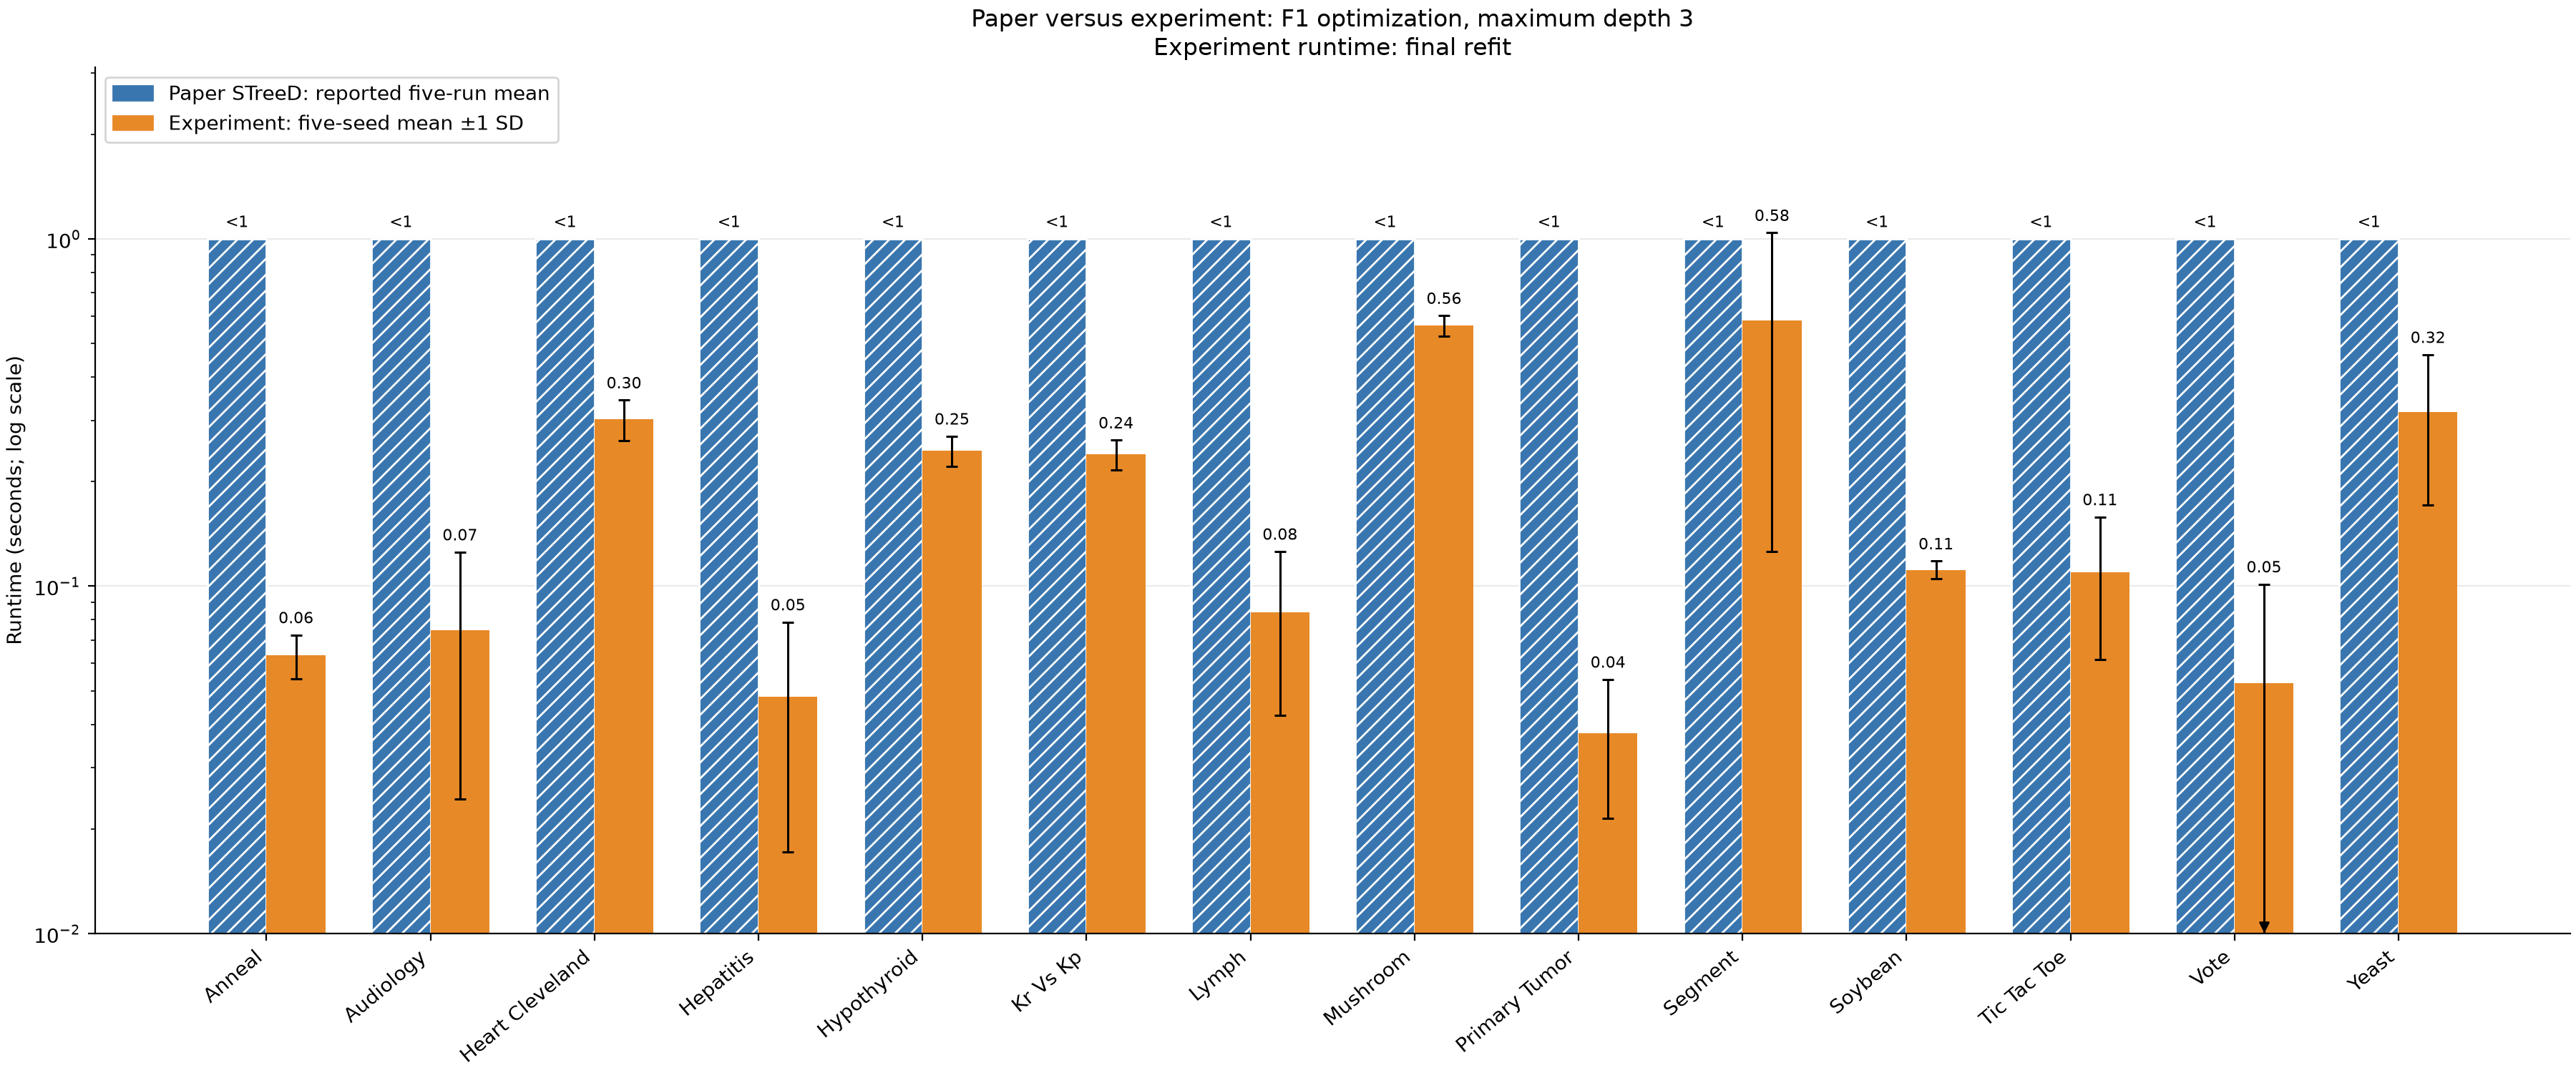 Paper versus experiment: F1 optimization, maximum depth 3
Experiment runtime: final refit
Paper STreeD: reported five-run mean
Experiment: five-seed mean ±1 SD
Runtime (seconds; log scale)
10⁰
10⁻¹
10⁻²
<1
0.06
<1
0.07
<1
0.30
<1
0.05
<1
0.25
<1
0.24
<1
0.08
<1
0.56
<1
0.04
<1
0.58
<1
0.11
<1
0.11
<1
0.05
<1
0.32
Anneal
Audiology
Heart Cleveland
Hepatitis
Hypothyroid
Kr Vs Kp
Lymph
Mushroom
Primary Tumor
Segment
Soybean
Tic Tac Toe
Vote
Yeast